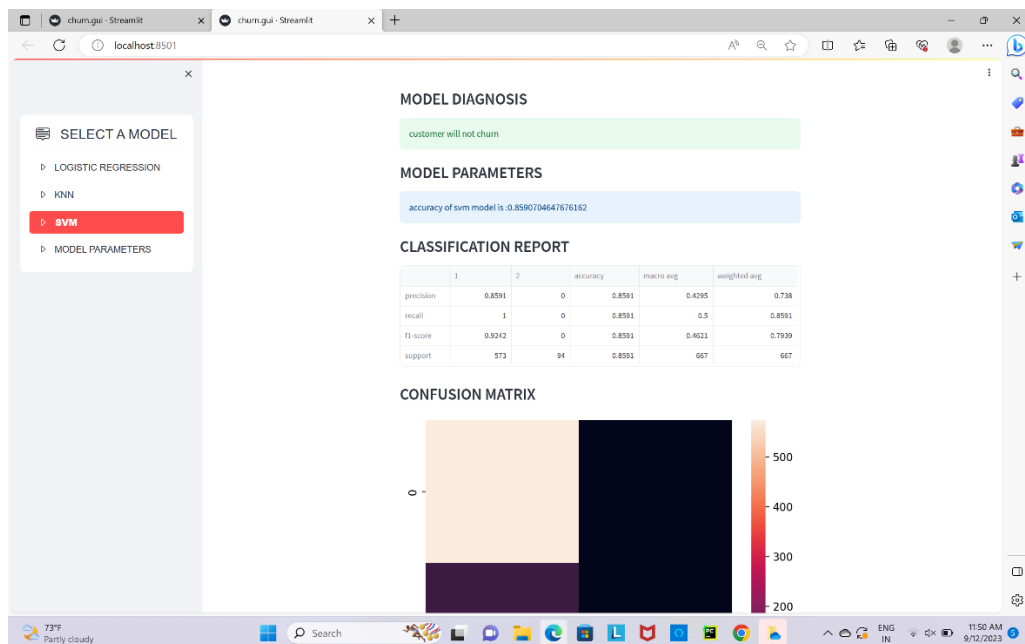 churn.gui · Streamlit
churn.gui · Streamlit
localhost:8501
SELECT A MODEL
LOGISTIC REGRESSION
KNN
SVM
MODEL PARAMETERS
MODEL DIAGNOSIS
customer will not churn
MODEL PARAMETERS
accuracy of svm model is :0.8590704647676162
CLASSIFICATION REPORT
1 2 accuracy macro avg weighted avg
precision 0.8591 0 0.8591 0.4295 0.738
recall 1 0 0.8591 0.5 0.8591
f1-score 0.9242 0 0.8591 0.4621 0.7939
support 573 94 0.8591 667 667
CONFUSION MATRIX
0
500
400
300
200
73°F
Partly cloudy
Search
ENG
IN
11:50 AM
9/12/2023
5